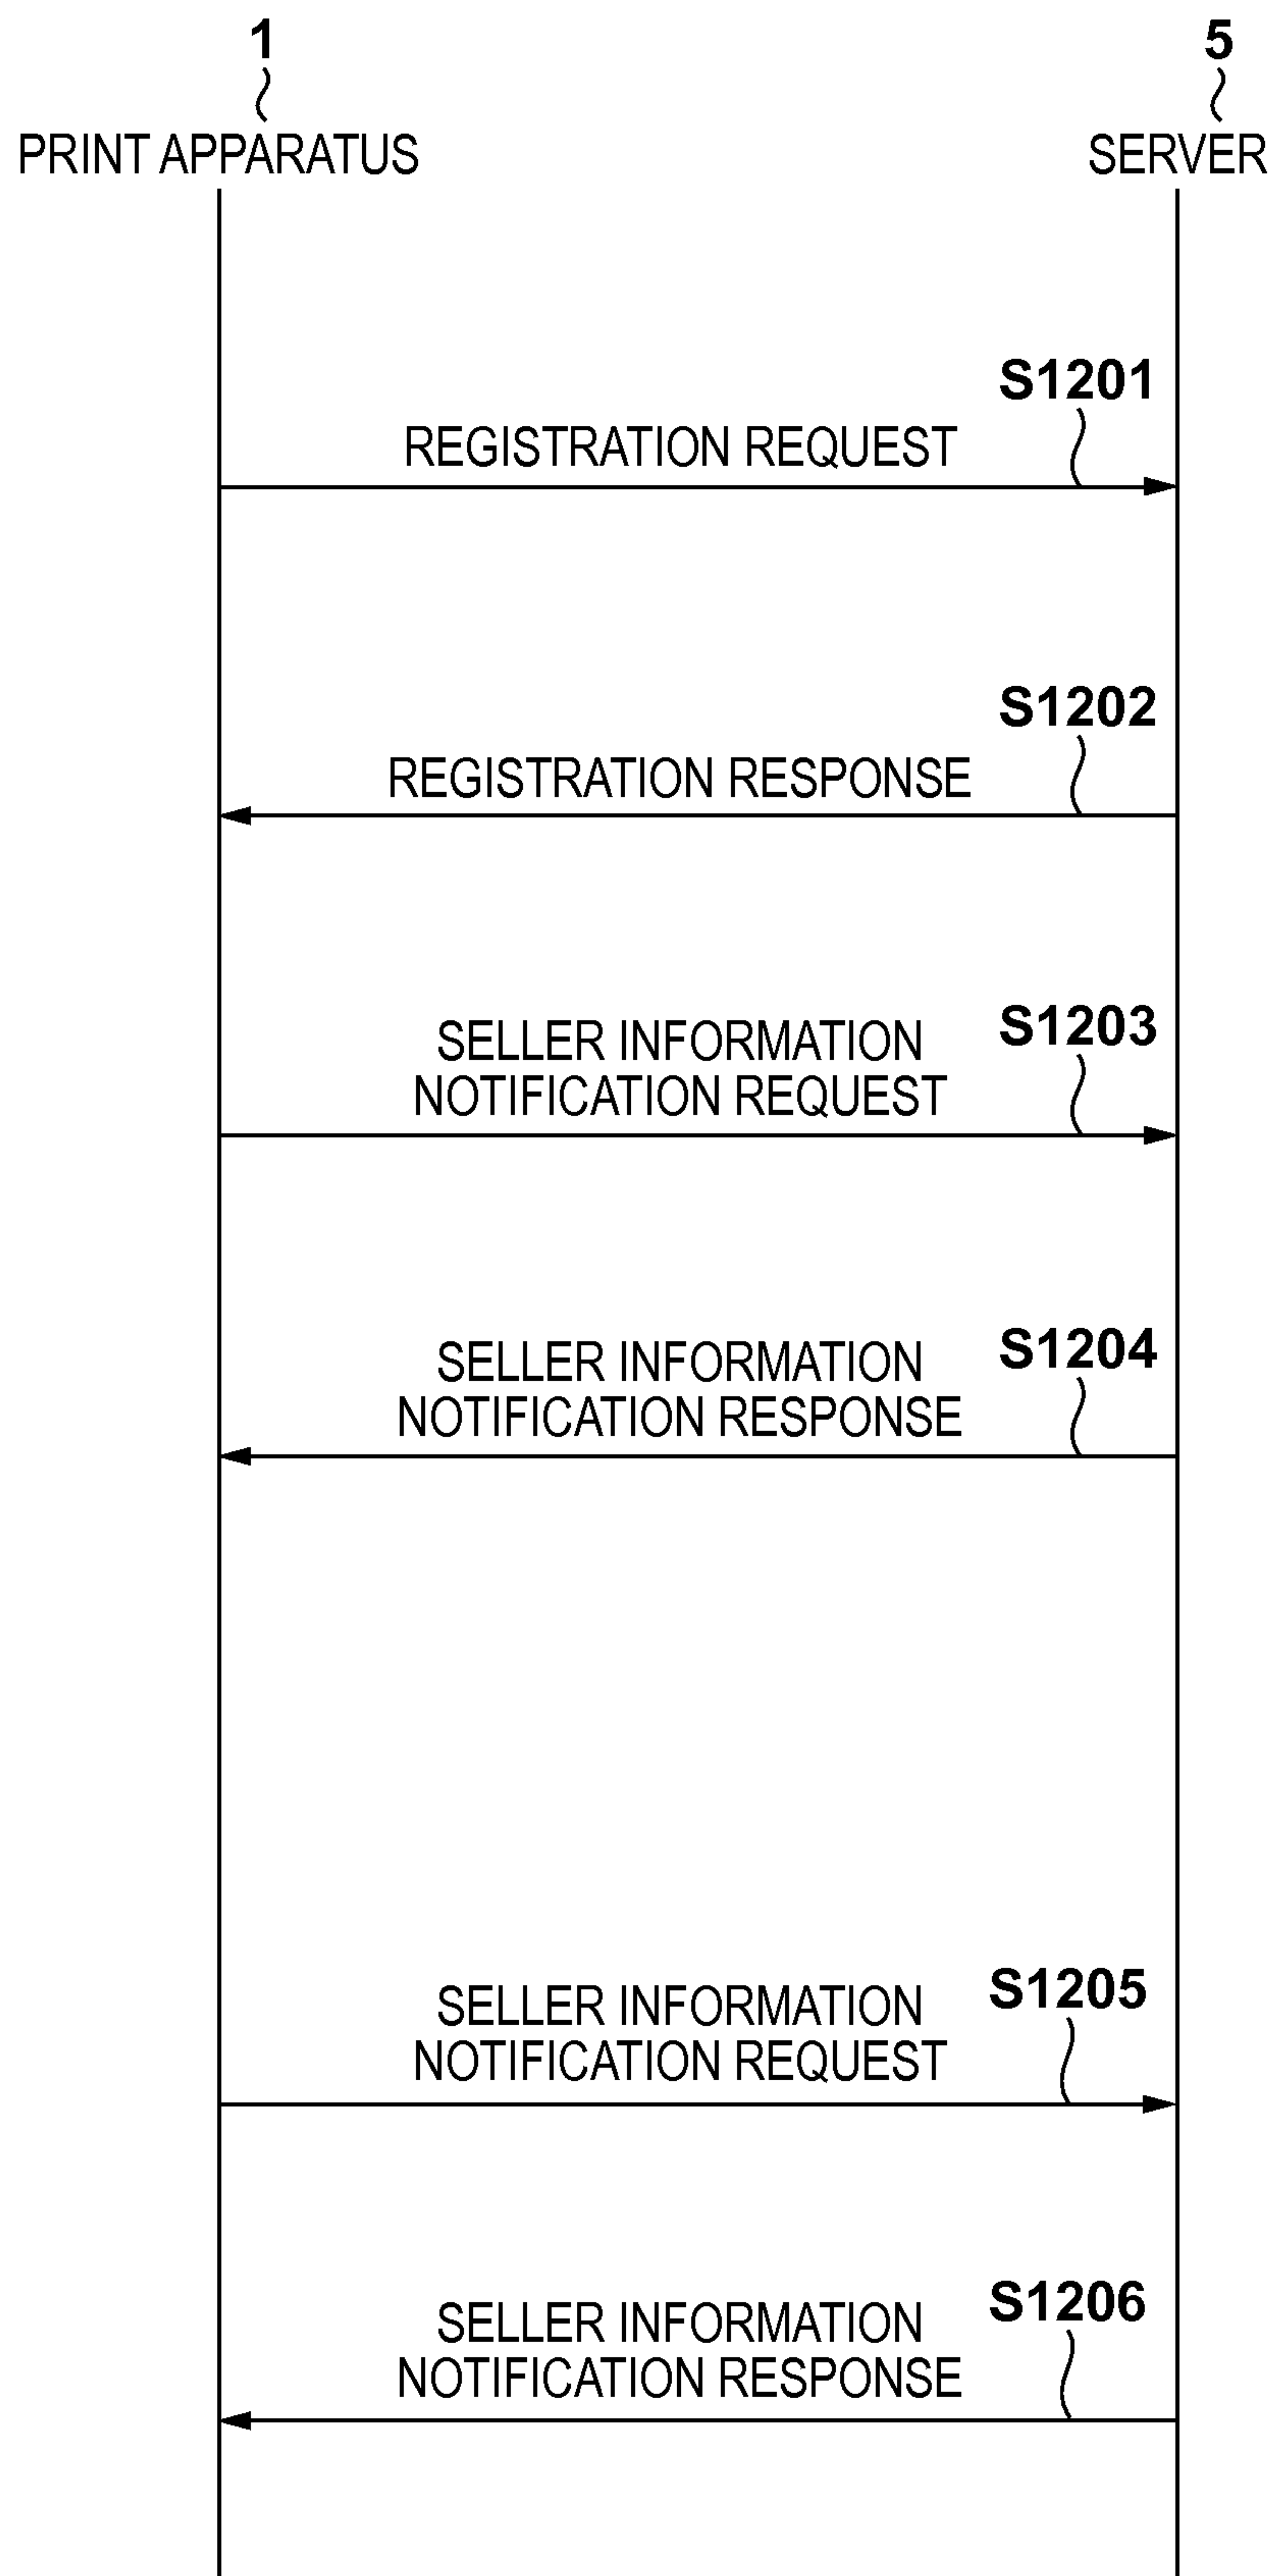 1
5
PRINT APPARATUS
SERVER
S1201
REGISTRATION REQUEST
S1202
REGISTRATION RESPONSE
S1203
SELLER INFORMATION
NOTIFICATION REQUEST
S1204
SELLER INFORMATION
NOTIFICATION RESPONSE
S1205
SELLER INFORMATION
NOTIFICATION REQUEST
S1206
SELLER INFORMATION
NOTIFICATION RESPONSE